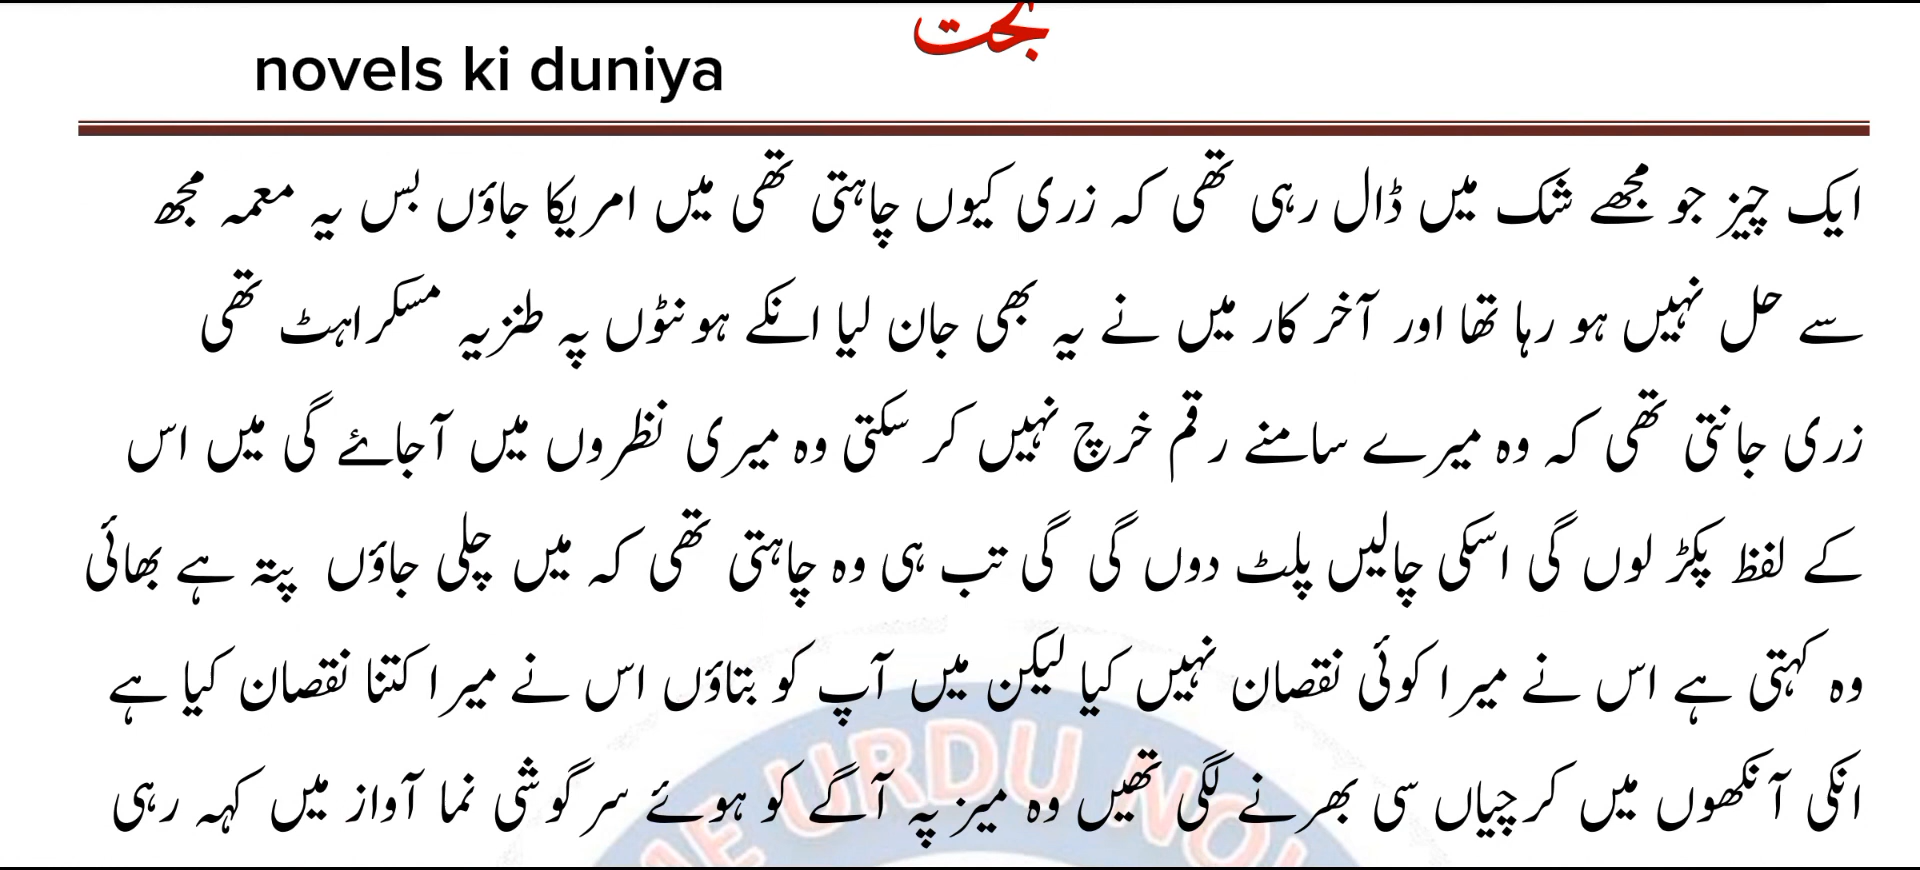 novels ki duniya
ایک چیز جو مجھے شک میں ڈال رہی تھی کہ زری کیوں چاہتی تھی میں امریکا جاؤں بس یہ معمہ مجھ
سے حل نہیں ہو رہا تھا اور آخر کار میں نے یہ بھی جان لیا انکے ہونٹوں پہ طنزیہ مسکراہٹ تھی
زری جانتی تھی کہ وہ میرے سامنے رقم خرچ نہیں کر سکتی وہ میری نظروں میں آجائے گی میں اس
کے لفظ پکڑ لوں گی اسکی چالیں پلٹ دوں گی گی تب ہی وہ چاہتی تھی کہ میں چلی جاؤں پتہ ہے بھائی
وہ کہتی ہے اس نے میرا کوئی نقصان نہیں کیا لیکن میں آپ کو بتاؤں اس نے میرا کتنا نقصان کیا ہے
انکی آنکھوں میں کرچیاں سی بھرنے لگی تھیں وہ میز پہ آگے کو ہوئے سرگوشی نما آواز میں کہہ رہی
URDU